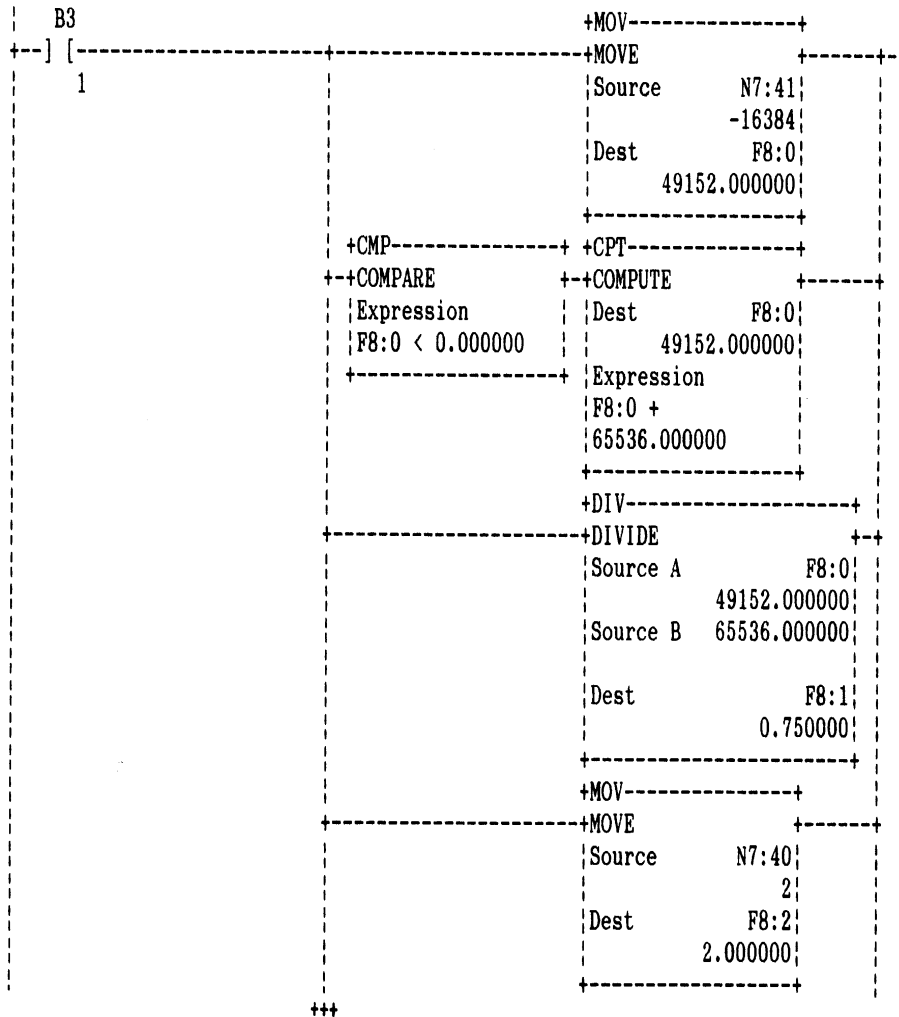 B3
+MOV---------------+
+--] [----------------------+----------------------+MOVE +------+-
1
Source N7:41
-16384
Dest F8:0
49152.000000
+------------------+
+CMP--------------+ +CPT---------------+
+-+COMPARE +-+COMPUTE +------+
Expression
F8:0 < 0.000000
+-----------------+
Dest F8:0
49152.000000
Expression
F8:0 +
65536.000000
+------------------+
+DIV--------------------+
+----------------------+DIVIDE +-+
Source A F8:0
49152.000000
Source B 65536.000000
Dest F8:1
0.750000
+-----------------------+
+MOV---------------+
+----------------------+MOVE +------+
Source N7:40
2
Dest F8:2
2.000000
+------------------+
+++